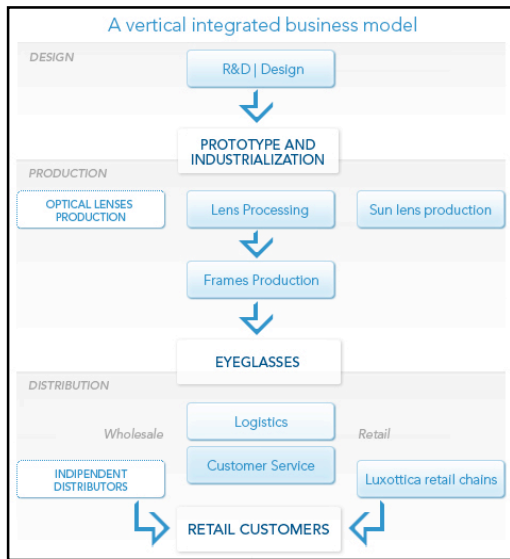 A vertical integrated business model
DESIGN
R&D | Design
PROTOTYPE AND
INDUSTRIALIZATION
PRODUCTION
OPTICAL LENSES
PRODUCTION
Lens Processing
Sun lens production
Frames Production
EYEGLASSES
DISTRIBUTION
Logistics
Wholesale
Retail
Customer Service
INDIPENDENT
DISTRIBUTORS
Luxottica retail chains
RETAIL CUSTOMERS